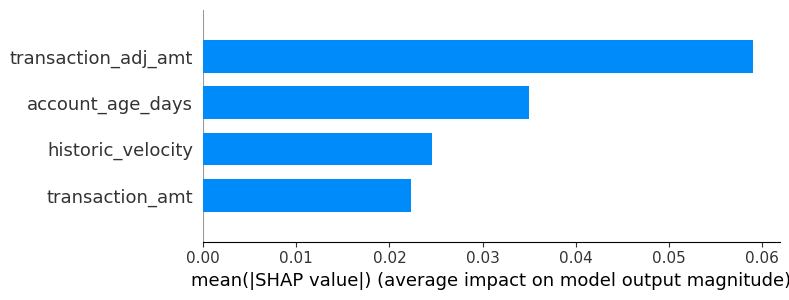 transaction_adj_amt
account_age_days
historic_velocity
transaction_amt
0.00 0.01 0.02 0.03 0.04 0.05 0.06
mean(|SHAP value|) (average impact on model output magnitude)